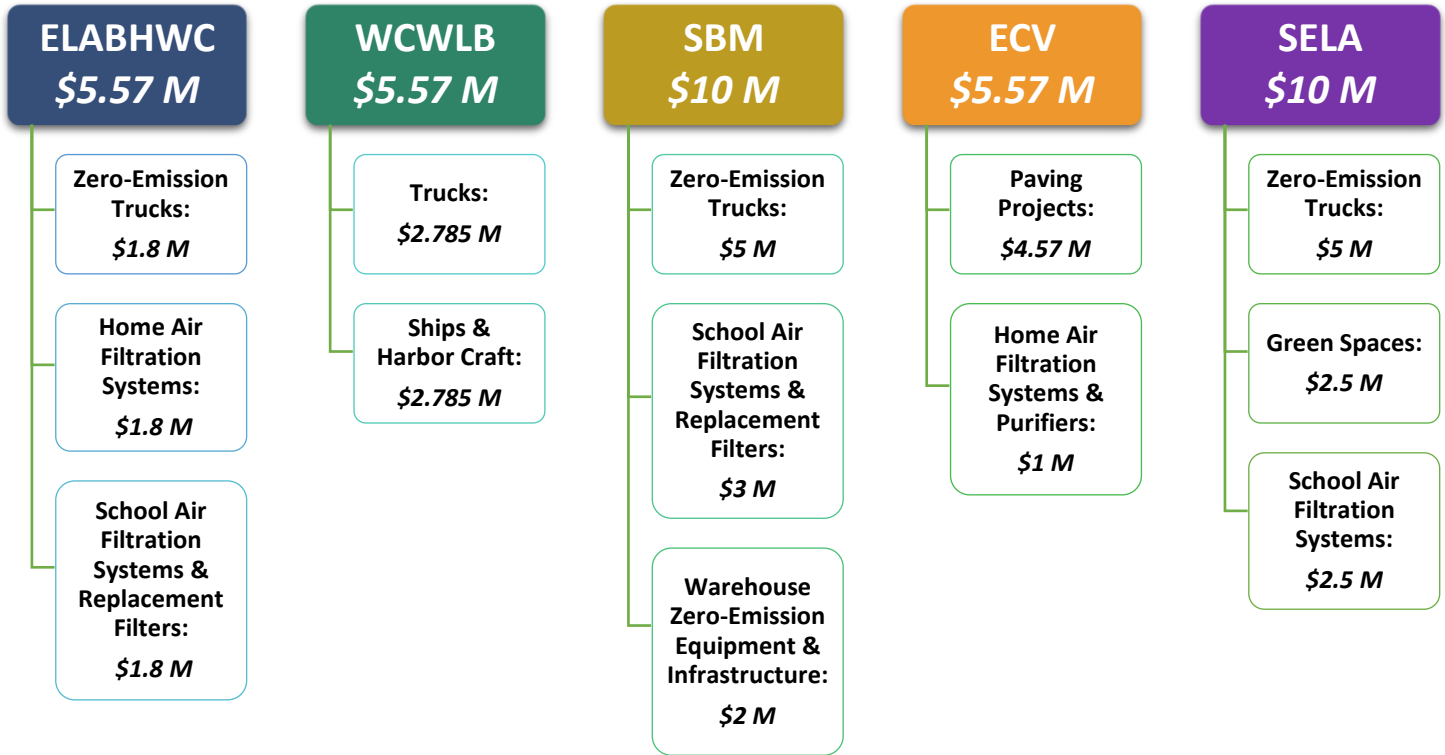 ELABHWC
$5.57 M
Zero-Emission
Trucks:
$1.8 M
Home Air
Filtration
Systems:
$1.8 M
School Air
Filtration
Systems &
Replacement
Filters:
$1.8 M
WCWLB
$5.57 M
Trucks:
$2.785 M
Ships &
Harbor Craft:
$2.785 M
SBM
$10 M
Zero-Emission
Trucks:
$5 M
School Air
Filtration
Systems &
Replacement
Filters:
$3 M
Warehouse
Zero-Emission
Equipment &
Infrastructure:
$2 M
ECV
$5.57 M
Paving
Projects:
$4.57 M
Home Air
Filtration
Systems &
Purifiers:
$1 M
SELA
$10 M
Zero-Emission
Trucks:
$5 M
Green Spaces:
$2.5 M
School Air
Filtration
Systems:
$2.5 M